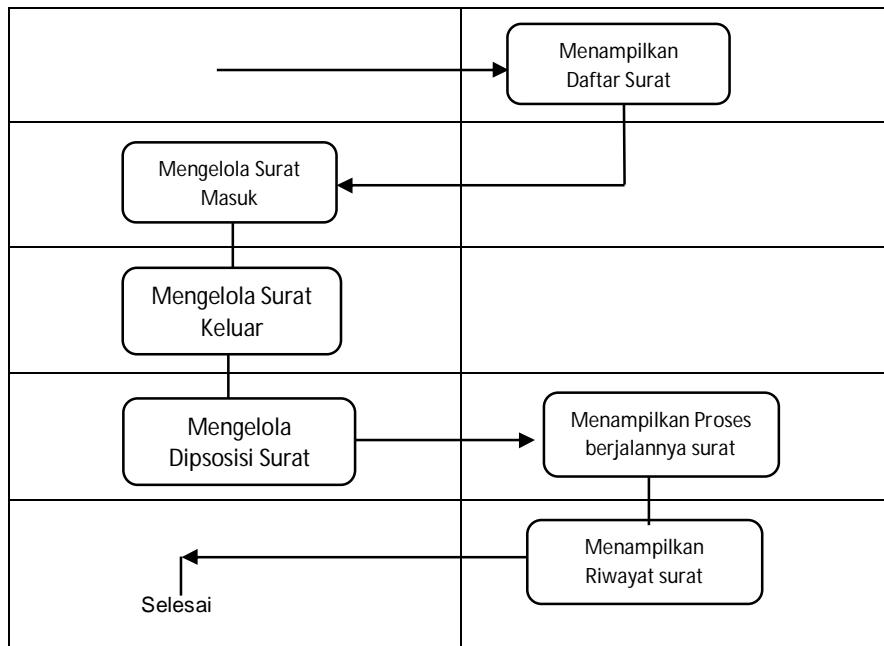 Menampilkan
Daftar Surat
Mengelola Surat
Masuk
Mengelola Surat
Keluar
Mengelola
Dipsosisi Surat
Menampilkan Proses
berjalannya surat
Menampilkan
Riwayat surat
Selesai